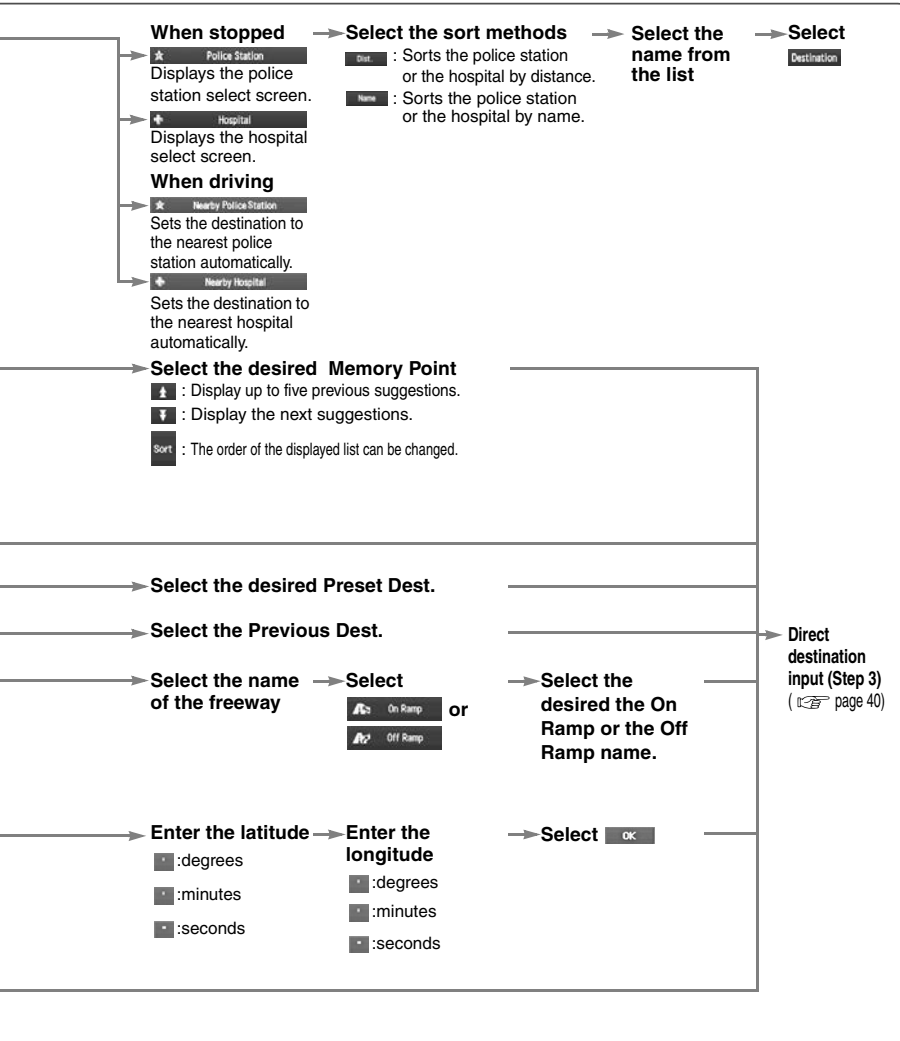 When stopped
Police Station
Displays the police
station select screen.
Hospital
Displays the hospital
select screen.
When driving
Nearby Police Station
Sets the destination to
the nearest police
station automatically.
Nearby Hospital
Sets the destination to
the nearest hospital
automatically.
Select the sort methods
Dist. : Sorts the police station
or the hospital by distance.
Name : Sorts the police station
or the hospital by name.
Select the
name from
the list
Select
Destination
Select the desired Memory Point
: Display up to five previous suggestions.
: Display the next suggestions.
Sort : The order of the displayed list can be changed.
Select the desired Preset Dest.
Select the Previous Dest.
Select the name
of the freeway
Select
On Ramp or
Off Ramp
Select the
desired the On
Ramp or the Off
Ramp name.
Enter the latitude
° :degrees
' :minutes
" :seconds
Enter the
longitude
° :degrees
' :minutes
" :seconds
Select OK
Direct
destination
input (Step 3)
( ☞ page 40)